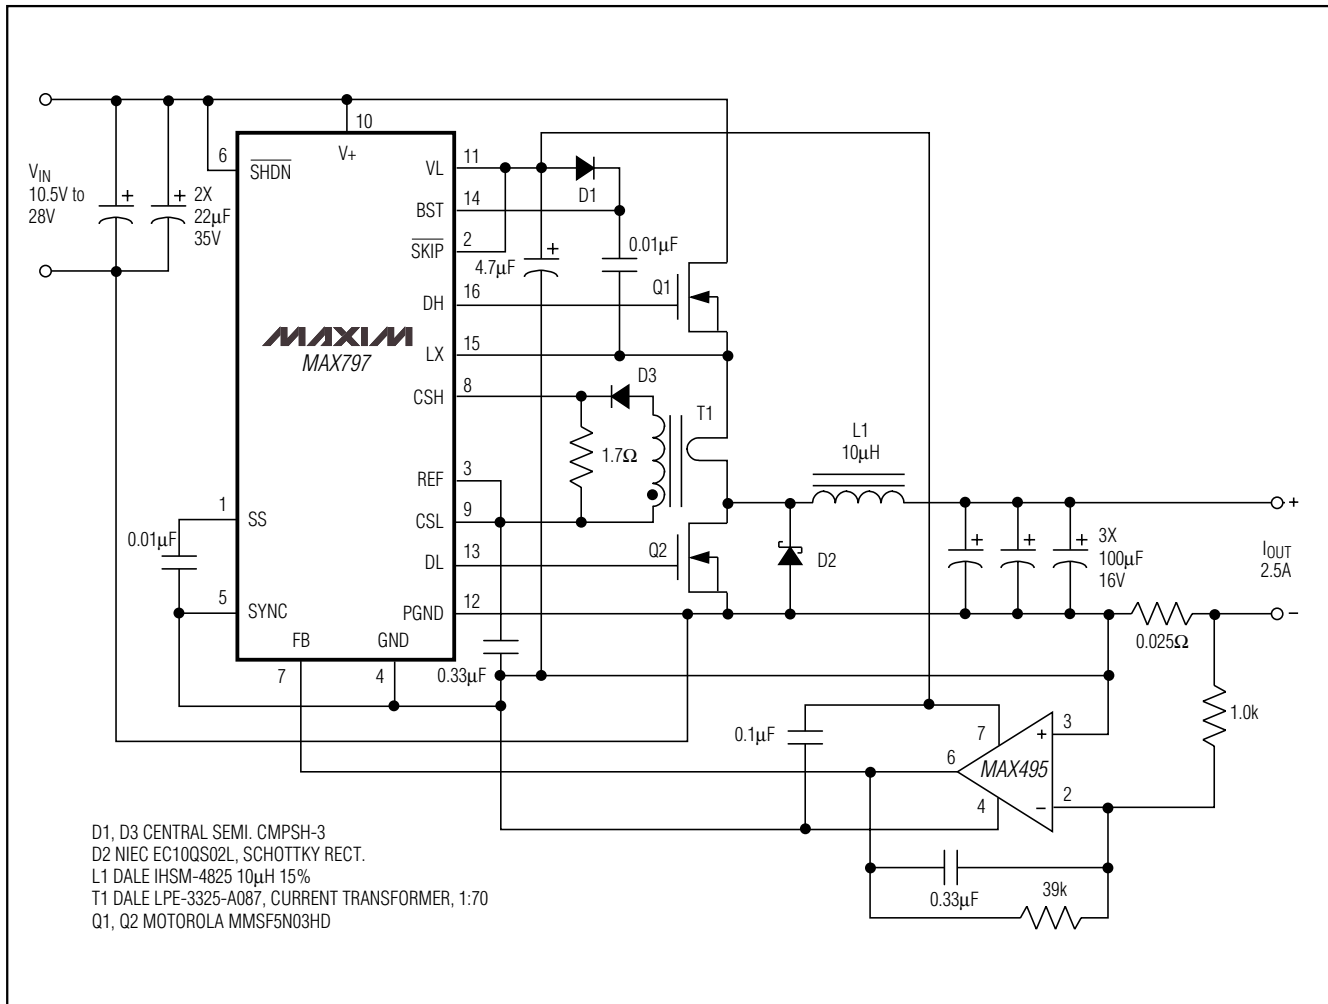 10
6
SHDN
V+
VL
11
D1
VIN
10.5V to
28V
+
+
2X
22µF
35V
BST
14
SKIP
2
4.7µF
+
0.01µF
DH
16
Q1
MAXIM
MAX797
LX
15
CSH
8
D3
T1
1.7Ω
L1
10µH
REF
3
1
SS
CSL
9
0.01µF
DL
13
Q2
D2
+
+
+
3X
100µF
16V
+
IOUT
2.5A
−
5
SYNC
PGND
12
0.025Ω
FB
GND
7
4
0.33µF
1.0k
0.1µF
7
+
3
6
MAX495
4
−
2
0.33µF
39k
D1, D3 CENTRAL SEMI. CMPSH-3
D2 NIEC EC10QS02L, SCHOTTKY RECT.
L1 DALE IHSM-4825 10µH 15%
T1 DALE LPE-3325-A087, CURRENT TRANSFORMER, 1:70
Q1, Q2 MOTOROLA MMSF5N03HD